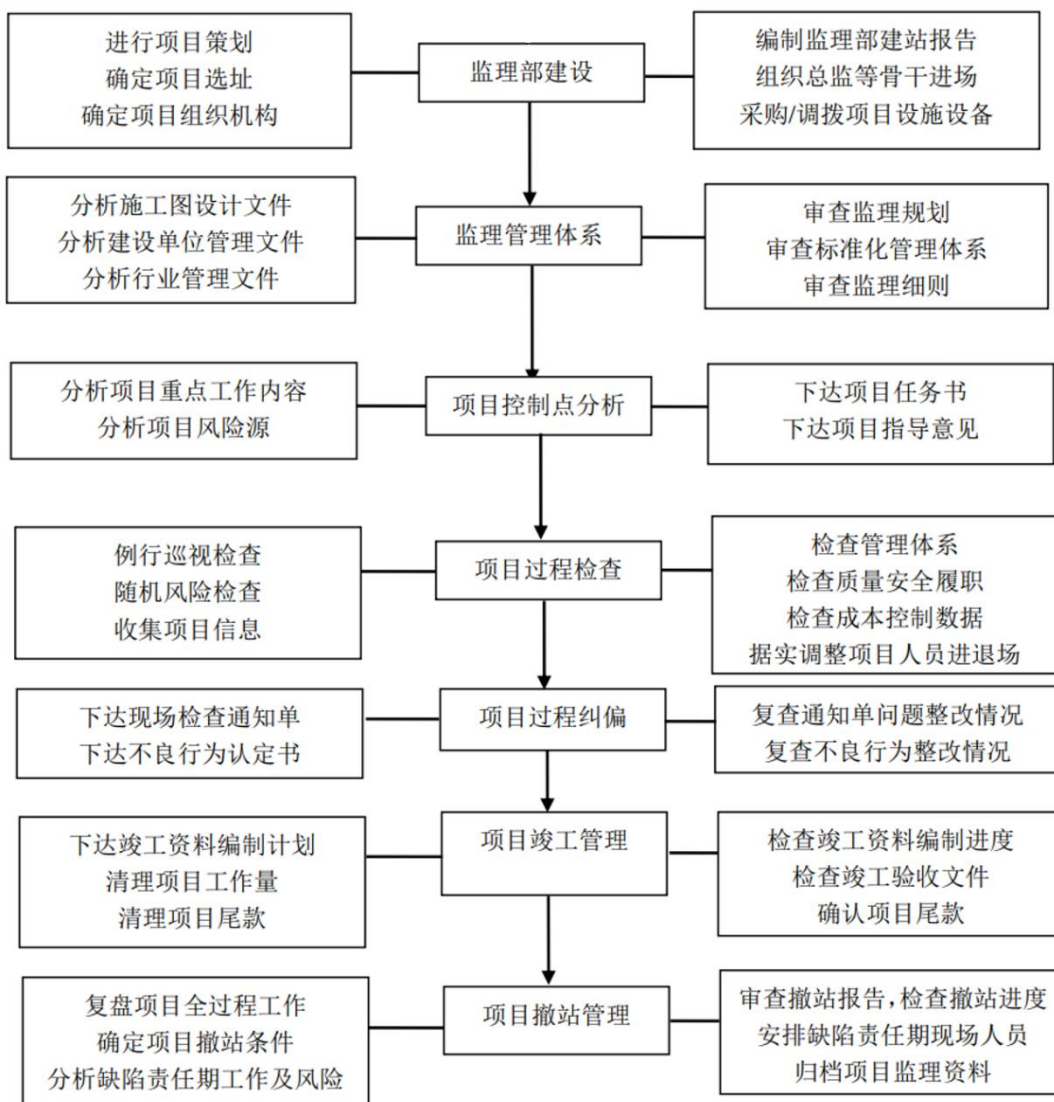 进行项目策划
确定项目选址
确定项目组织机构
监理部建设
编制监理部建站报告
组织总监等骨干进场
采购/调拨项目设施设备
分析施工图设计文件
分析建设单位管理文件
分析行业管理文件
监理管理体系
审查监理规划
审查标准化管理体系
审查监理细则
分析项目重点工作内容
分析项目风险源
项目控制点分析
下达项目任务书
下达项目指导意见
例行巡视检查
随机风险检查
收集项目信息
项目过程检查
检查管理体系
检查质量安全履职
检查成本控制数据
据实调整项目人员进退场
下达现场检查通知单
下达不良行为认定书
项目过程纠偏
复查通知单问题整改情况
复查不良行为整改情况
下达竣工资料编制计划
清理项目工作量
清理项目尾款
项目竣工管理
检查竣工资料编制进度
检查竣工验收文件
确认项目尾款
复盘项目全过程工作
确定项目撤站条件
分析缺陷责任期工作及风险
项目撤站管理
审查撤站报告,检查撤站进度
安排缺陷责任期现场人员
归档项目监理资料